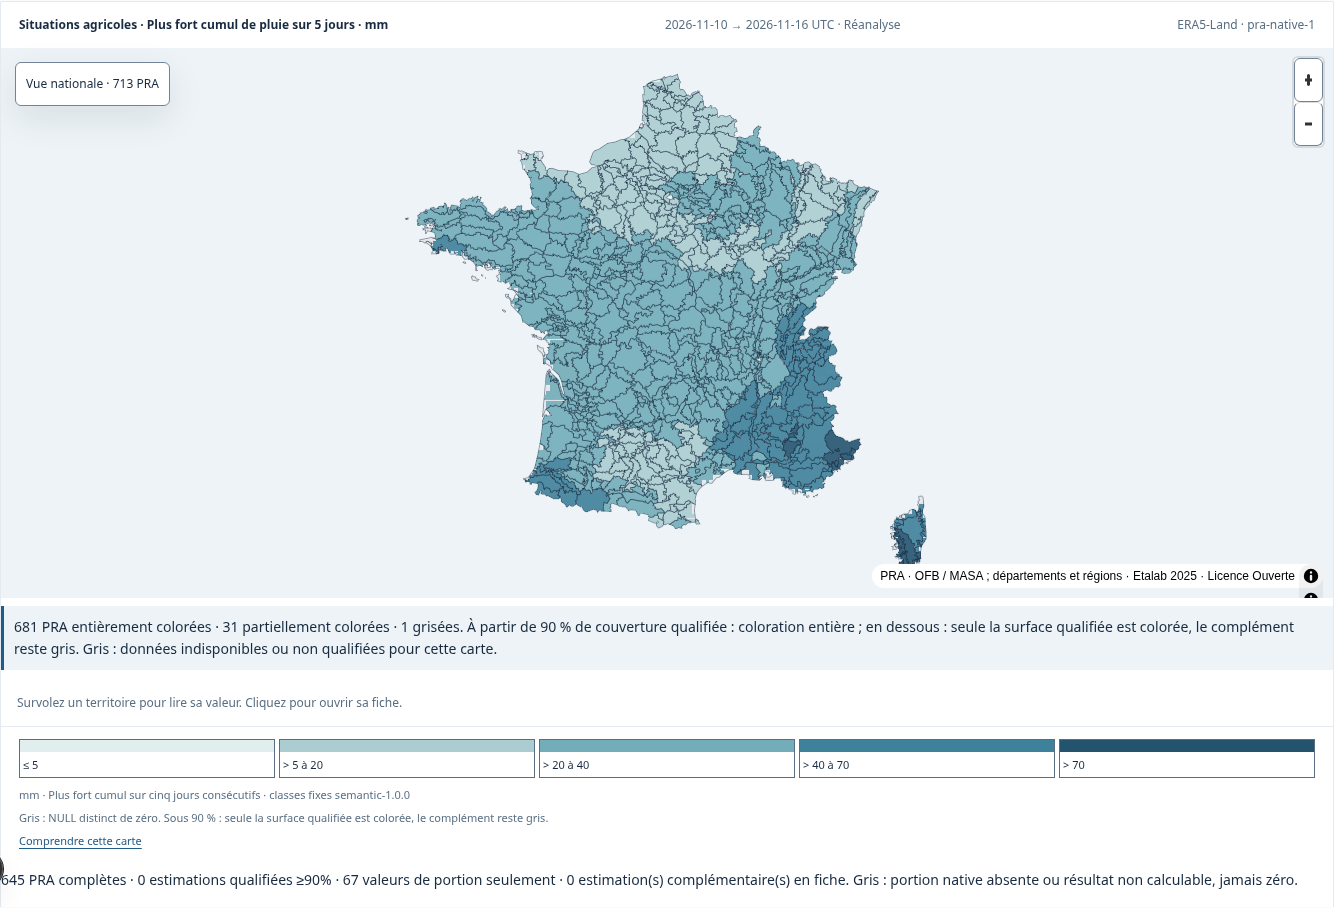 Situations agricoles · Plus fort cumul de pluie sur 5 jours · mm
2026-11-10 → 2026-11-16 UTC · Réanalyse
ERA5-Land · pra-native-1
Vue nationale · 713 PRA
+
-
PRA · OFB / MASA ; départements et régions · Etalab 2025 · Licence Ouverte
681 PRA entièrement colorées · 31 partiellement colorées · 1 grisées. À partir de 90 % de couverture qualifiée : coloration entière ; en dessous : seule la surface qualifiée est colorée, le complément
reste gris. Gris : données indisponibles ou non qualifiées pour cette carte.
Survolez un territoire pour lire sa valeur. Cliquez pour ouvrir sa fiche.
≤ 5
> 5 à 20
> 20 à 40
> 40 à 70
> 70
mm · Plus fort cumul sur cinq jours consécutifs · classes fixes semantic-1.0.0
Gris : NULL distinct de zéro. Sous 90 % : seule la surface qualifiée est colorée, le complément reste gris.
Comprendre cette carte
645 PRA complètes · 0 estimations qualifiées ≥90% · 67 valeurs de portion seulement · 0 estimation(s) complémentaire(s) en fiche. Gris : portion native absente ou résultat non calculable, jamais zéro.